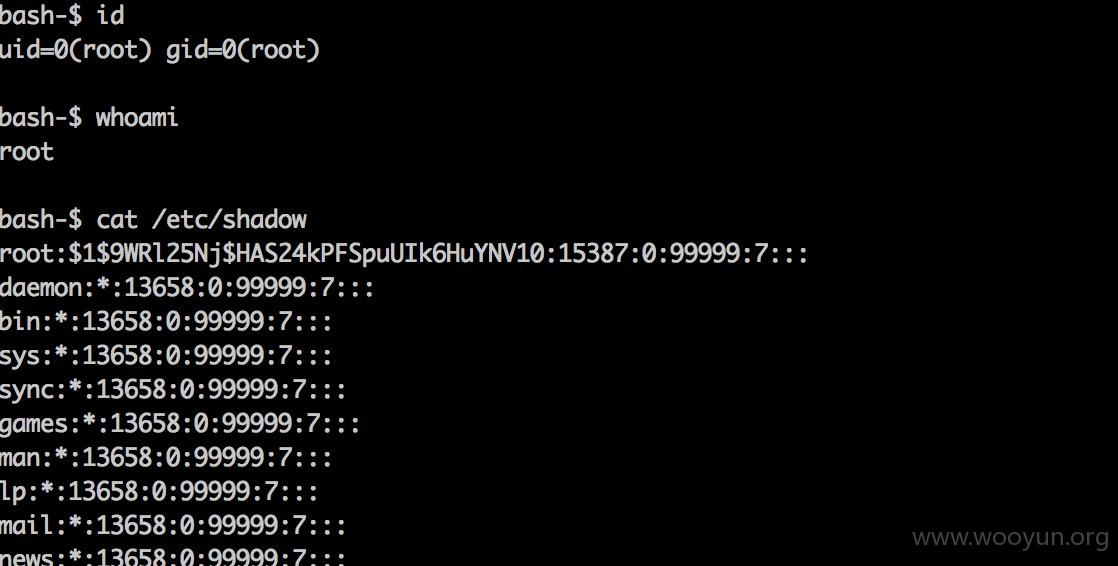 bash-$ id
uid=0(root) gid=0(root)
bash-$ whoami
root
bash-$ cat /etc/shadow
root:$1$9WRl25Nj$HAS24kPFSpuUIk6HuYNV10:15387:0:99999:7:::
daemon:*:13658:0:99999:7:::
bin:*:13658:0:99999:7:::
sys:*:13658:0:99999:7:::
sync:*:13658:0:99999:7:::
games:*:13658:0:99999:7:::
man:*:13658:0:99999:7:::
lp:*:13658:0:99999:7:::
mail:*:13658:0:99999:7:::
news:*:13658:0:99999:7:::
www.wooyun.org